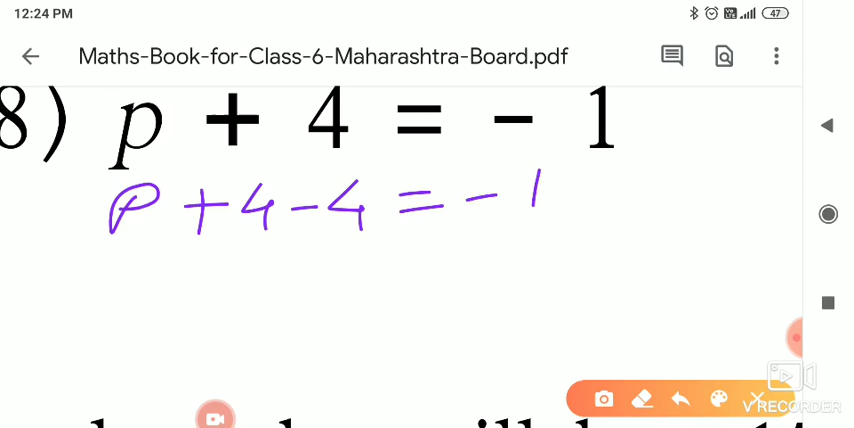 12:24 PM 47
Maths-Book-for-Class-6-Maharashtra-Board.pdf
8) p + 4 = - 1
P + 4 - 4 = - 1
V RECORDER